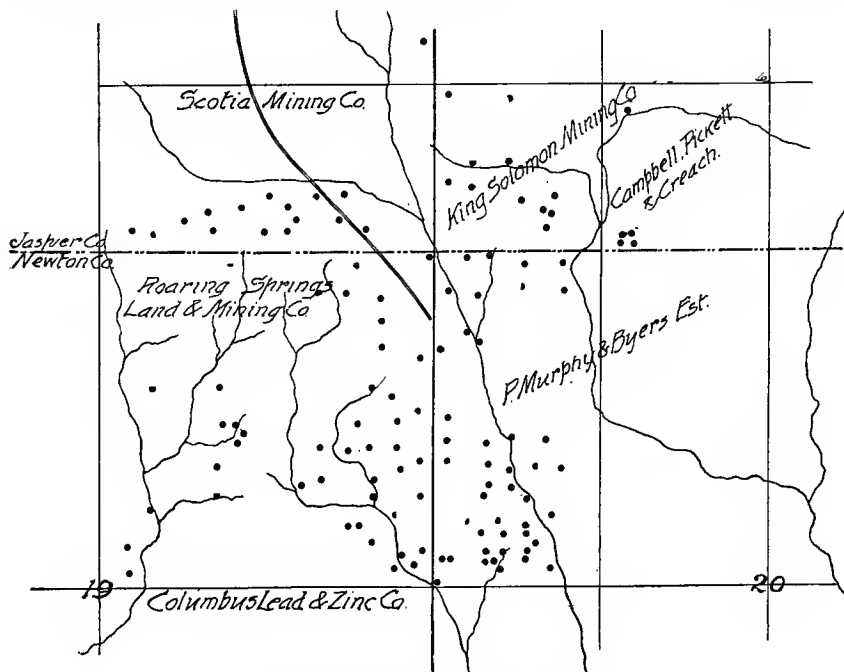 Scotia Mining Co.
King Solomon Mining Co
Campbell, Pickett
& Creach.
Jasper Co
Newton Co.
Roaring Springs
Land & Mining Co
P. Murphy & Byers Est.
19
20
Columbus Lead & Zinc Co.